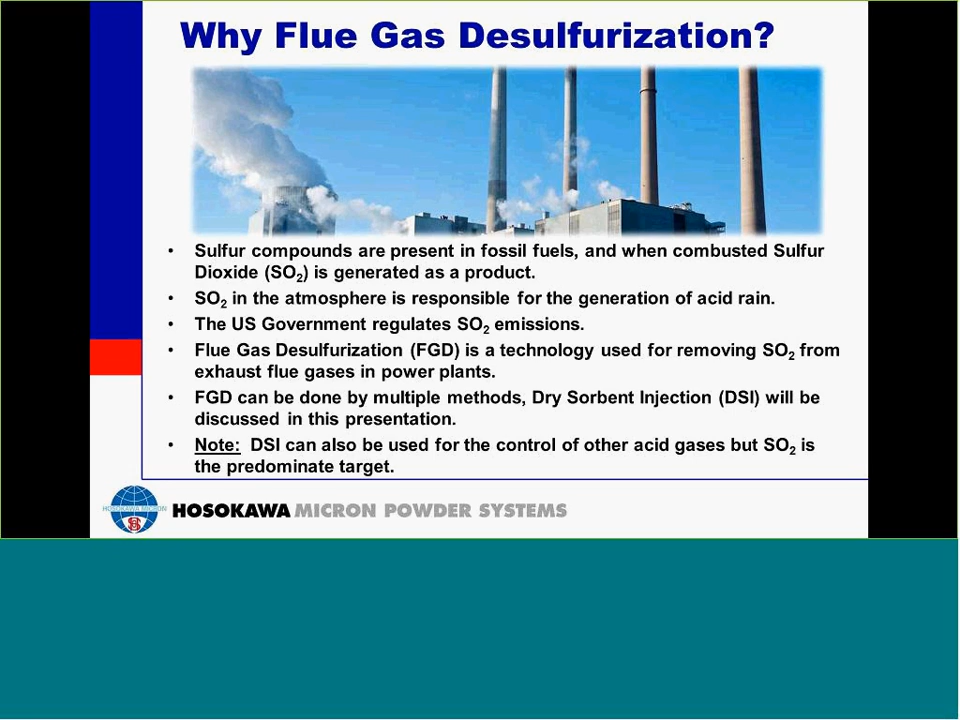 Why Flue Gas Desulfurization?
• Sulfur compounds are present in fossil fuels, and when combusted Sulfur
Dioxide (SO₂) is generated as a product.
• SO₂ in the atmosphere is responsible for the generation of acid rain.
• The US Government regulates SO₂ emissions.
• Flue Gas Desulfurization (FGD) is a technology used for removing SO₂ from
exhaust flue gases in power plants.
• FGD can be done by multiple methods, Dry Sorbent Injection (DSI) will be
discussed in this presentation.
• Note: DSI can also be used for the control of other acid gases but SO₂ is
the predominate target.
HOSOKAWA MICRON
HOSOKAWA MICRON POWDER SYSTEMS